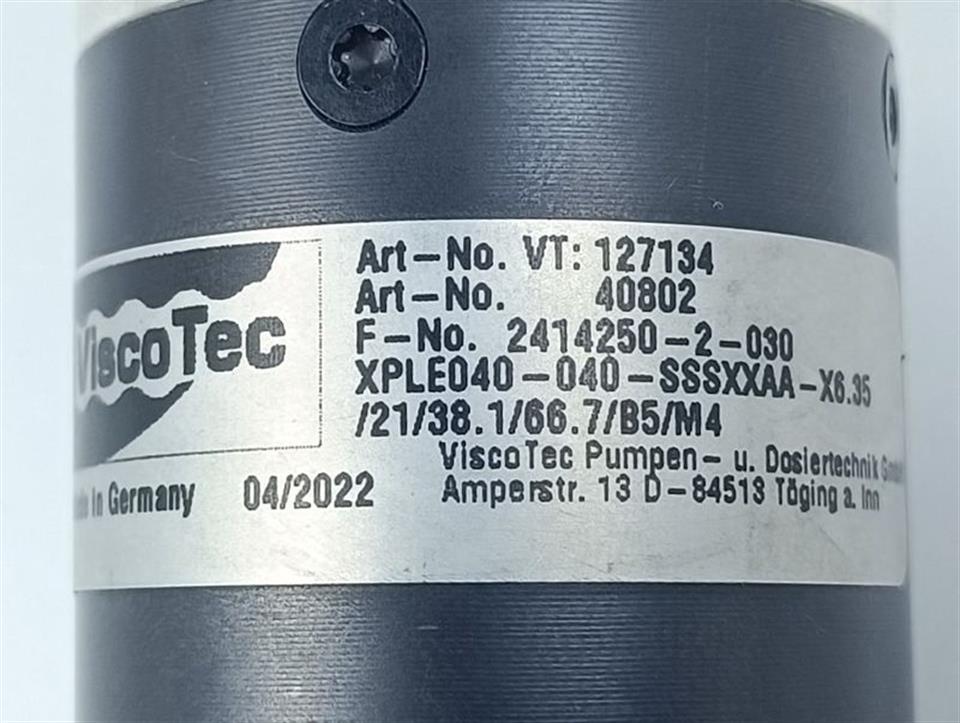 Art-No. VT: 127134
Art-No. 40802
F-No. 2414250-2-030
ViscoTec
XPLE040-040-SSSXXAA-X6.35
/21/38.1/66.7/B5/M4
ViscoTec Pumpen- u. Dosiertechnik
in Germany 04/2022
Amperstr. 13 D-84513 Töging a. Inn